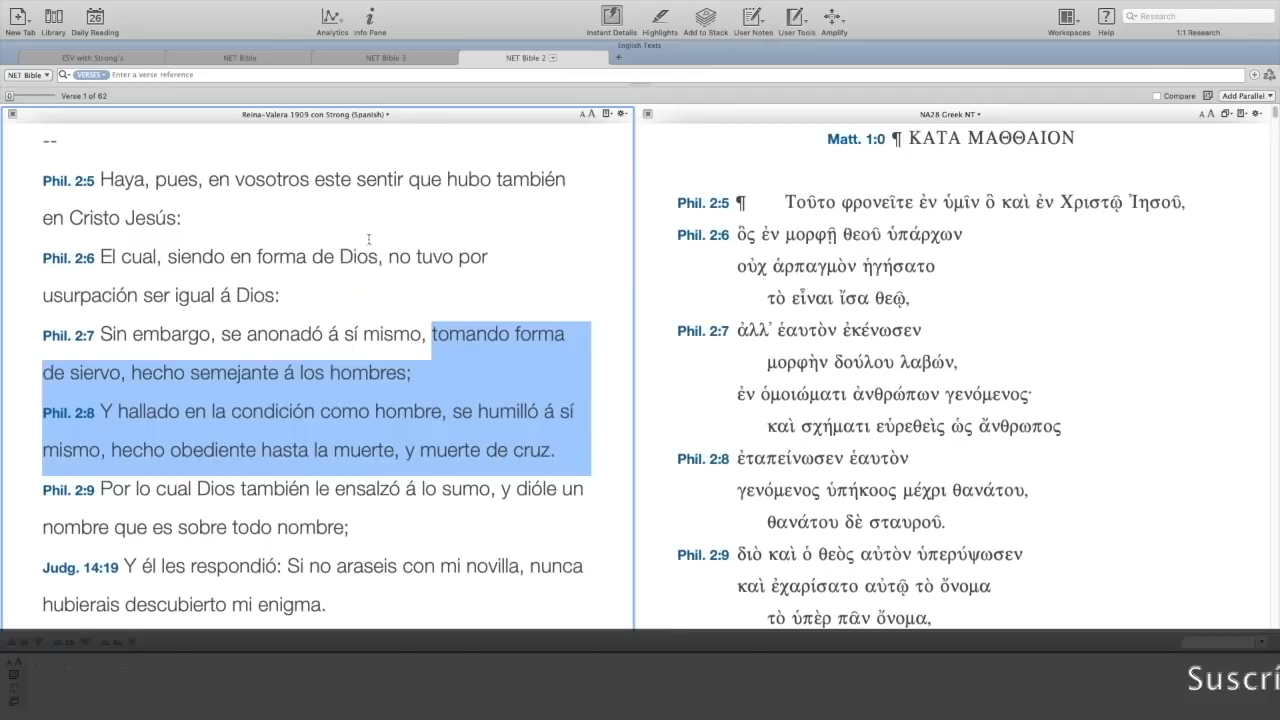 New Tab Library Daily Reading Analytics Info Pane Instant Details Highlights Add to Stack User Notes User Tools Amplify Workspaces Help 1:1 Research
26
Research
English Texts
ESV with Strong's NET Bible NET Bible 3 NET Bible 2
NET Bible VERSES Enter a verse reference
Verse 1 of 62 Compare Add Parallel
Reina-Valera 1909 con Strong (Spanish)
--
Phil. 2:5 Haya, pues, en vosotros este sentir que hubo también
en Cristo Jesús:
Phil. 2:6 El cual, siendo en forma de Dios, no tuvo por
usurpación ser igual á Dios:
Phil. 2:7 Sin embargo, se anonadó á sí mismo, tomando forma
de siervo, hecho semejante á los hombres;
Phil. 2:8 Y hallado en la condición como hombre, se humilló á sí
mismo, hecho obediente hasta la muerte, y muerte de cruz.
Phil. 2:9 Por lo cual Dios también le ensalzó á lo sumo, y dióle un
nombre que es sobre todo nombre;
Judg. 14:19 Y él les respondió: Si no araseis con mi novilla, nunca
hubierais descubierto mi enigma.
NA28 Greek NT
Matt. 1:0 ¶ ΚΑΤΑ ΜΑΘΘΑΙΟΝ
Phil. 2:5 ¶ Τοῦτο φρονεῖτε ἐν ὑμῖν ὃ καὶ ἐν Χριστῷ Ἰησοῦ,
Phil. 2:6 ὃς ἐν μορφῇ θεοῦ ὑπάρχων
οὐχ ἁρπαγμὸν ἡγήσατο
τὸ εἶναι ἴσα θεῷ,
Phil. 2:7 ἀλλ’ ἑαυτὸν ἐκένωσεν
μορφὴν δούλου λαβών,
ἐν ὁμοιώματι ἀνθρώπων γενόμενος·
καὶ σχήματι εὑρεθεὶς ὡς ἄνθρωπος
Phil. 2:8 ἐταπείνωσεν ἑαυτὸν
γενόμενος ὑπήκοος μέχρι θανάτου,
θανάτου δὲ σταυροῦ.
Phil. 2:9 διὸ καὶ ὁ θεὸς αὐτὸν ὑπερύψωσεν
καὶ ἐχαρίσατο αὐτῷ τὸ ὄνομα
τὸ ὑπὲρ πᾶν ὄνομα,
Suscrí